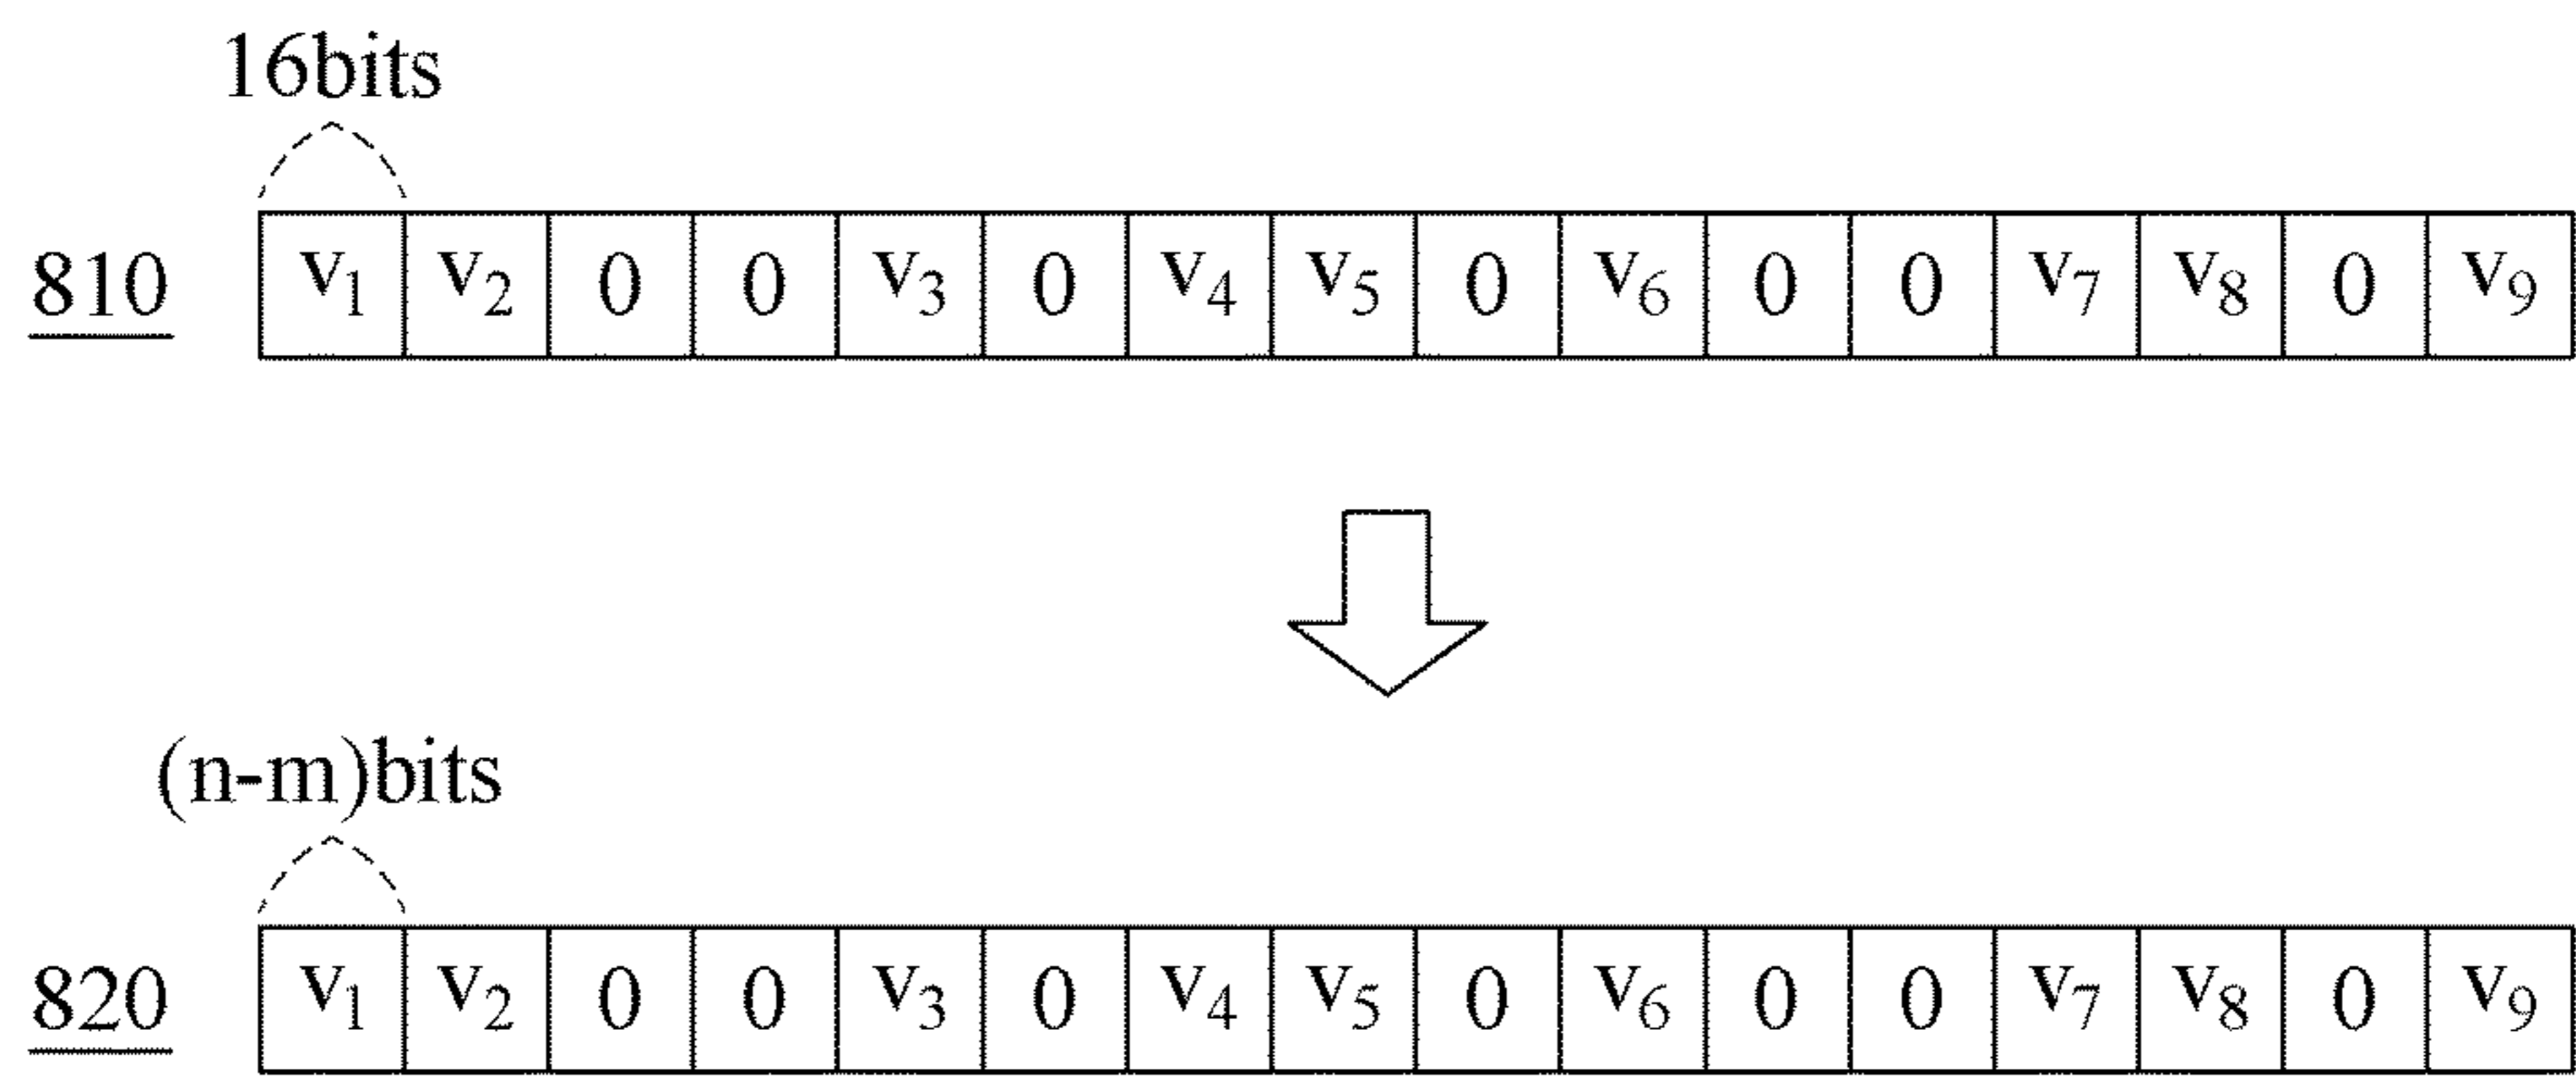 16bits
810 v₁ v₂ 0 0 v₃ 0 v₄ v₅ 0 v₆ 0 0 v₇ v₈ 0 v₉
(n-m)bits
820 v₁ v₂ 0 0 v₃ 0 v₄ v₅ 0 v₆ 0 0 v₇ v₈ 0 v₉